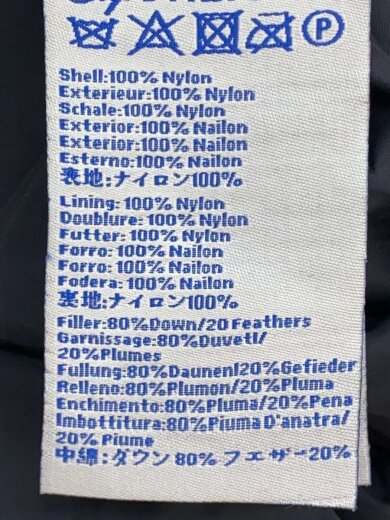 Shell:100% Nylon
Exterieur:100% Nylon
Schale:100% Nylon
Exterior:100% Nailon
Exterior:100% Nailon
Esterno:100% Nailon
表地:ナイロン100%
Lining:100% Nylon
Doublure:100% Nylon
Futter:100% Nylon
Forro:100% Nailon
Forro:100% Nailon
Fodera:100% Nailon
裏地:ナイロン100%
Filler:80%Down/20 Feathers
Garnissage:80%Duvetl/
20%Plumes
Fullung:80%Daunenl20%Gefieder
Relleno:80%Plumon/20%Pluma
Enchimento:80%Pluma/20%Pena
Imbottitura:80%Piuma D'anatra/
20% Piume
中綿:ダウン 80% フェザー20%